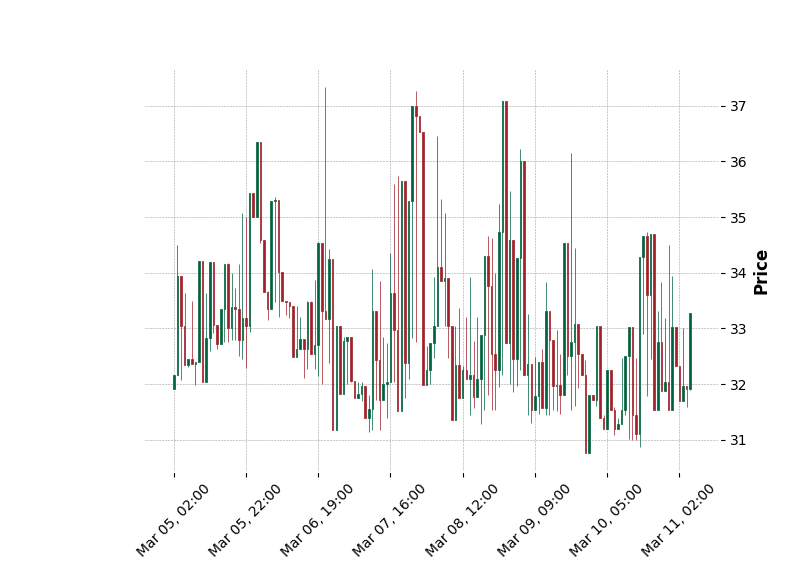 37
36
35
34
33
32
31
Price
Mar 05, 02:00
Mar 05, 22:00
Mar 06, 19:00
Mar 07, 16:00
Mar 08, 12:00
Mar 09, 09:00
Mar 10, 05:00
Mar 11, 02:00